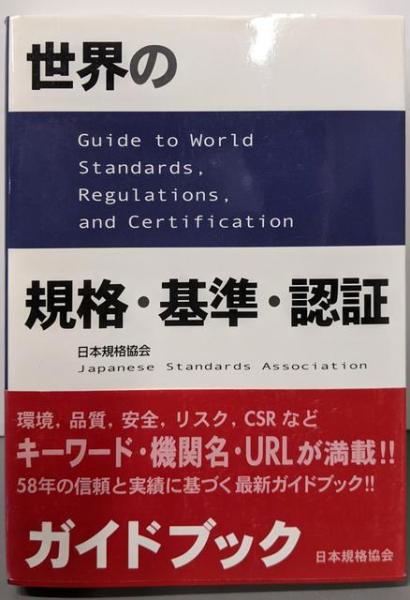 世界の
Guide to World
Standards,
Regulations,
and Certification
規格・基準・認証
日本規格協会
Japanese Standards Association
環境，品質，安全，リスク，CSRなど
キーワード・機関名・URLが満載!!
58年の信頼と実績に基づく最新ガイドブック!!
ガイドブック
日本規格協会